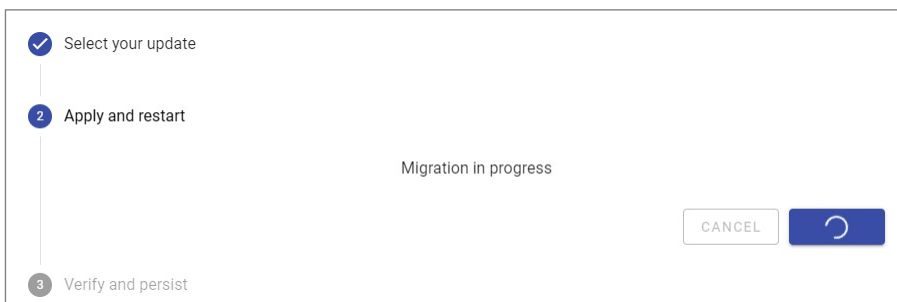 Select your update
2 Apply and restart
Migration in progress
CANCEL
3 Verify and persist